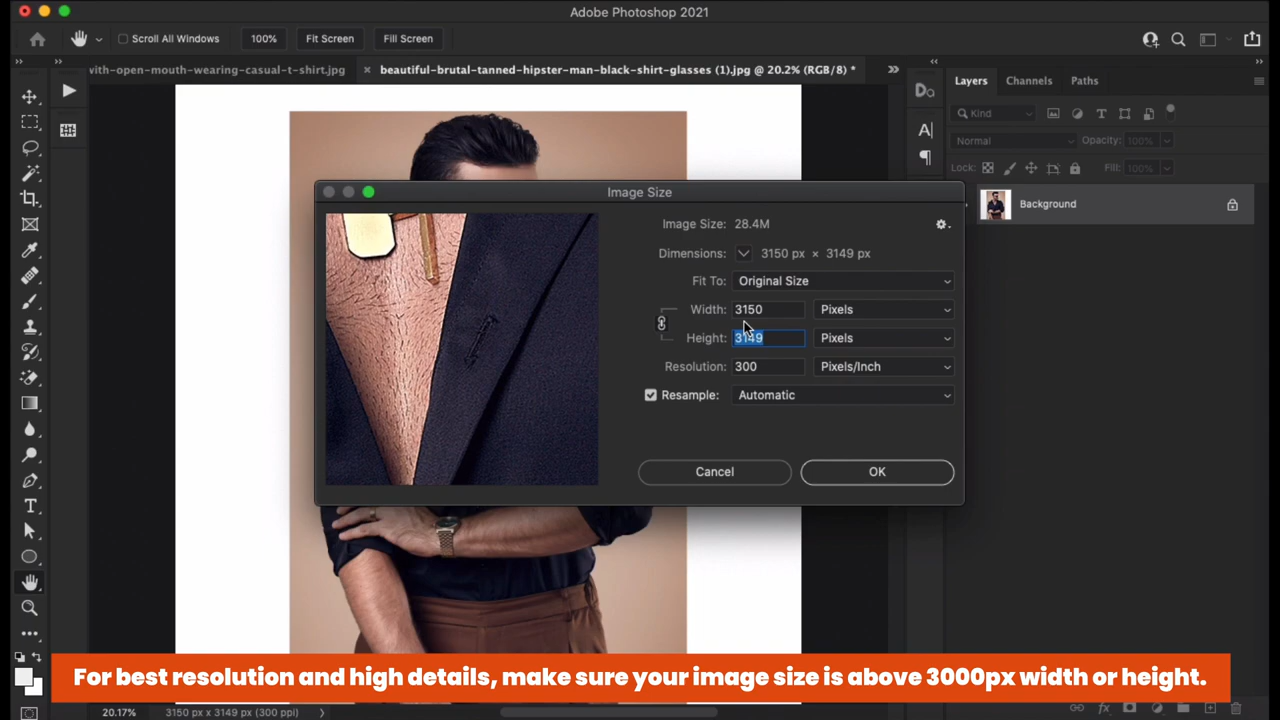 Adobe Photoshop 2021
Scroll All Windows 100% Fit Screen Fill Screen
with-open-mouth-wearing-casual-t-shirt.jpg × beautiful-brutal-tanned-hipster-man-black-shirt-glasses (1).jpg @ 20.2% (RGB/8) *
Layers Channels Paths
Kind
Normal Opacity: 100%
Lock: Fill: 100%
Background
Image Size
Image Size: 28.4M
Dimensions: 3150 px × 3149 px
Fit To: Original Size
Width: 3150 Pixels
Height: 3149 Pixels
Resolution: 300 Pixels/Inch
Resample: Automatic
Cancel OK
For best resolution and high details, make sure your image size is above 3000px width or height.
20.17% 3150 px x 3149 px (300 ppi)